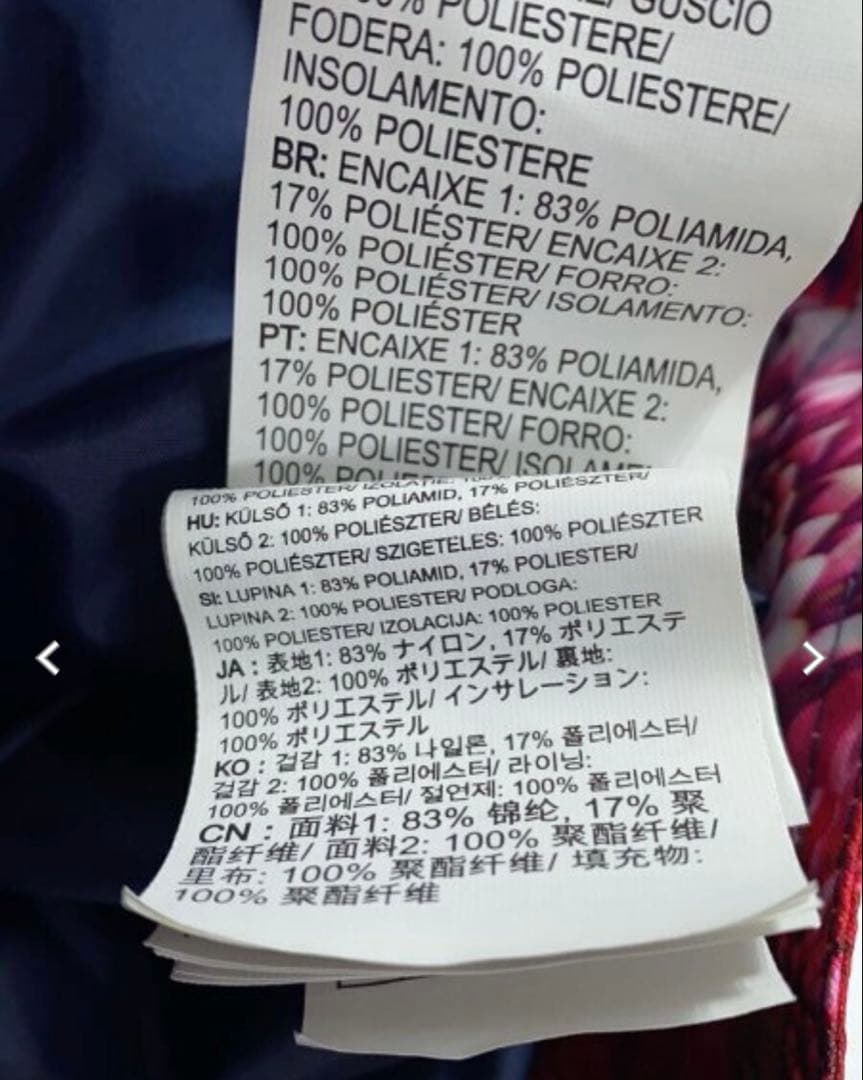 GUSCIO
POLIESTERE/
FODERA: 100% POLIESTERE/
INSOLAMENTO:
100% POLIESTERE
BR: ENCAIXE 1: 83% POLIAMIDA,
17% POLIÉSTER/ ENCAIXE 2:
100% POLIÉSTER/ FORRO:
100% POLIÉSTER/ ISOLAMENTO:
100% POLIÉSTER
PT: ENCAIXE 1: 83% POLIAMIDA,
17% POLIESTER/ ENCAIXE 2:
100% POLIESTER/ FORRO:
100% POLIESTER/
100%
100% POLIESTER/
HU: KÜLSŐ 1: 83% POLIAMID, 17% POLIÉSZTER/
KÜLSŐ 2: 100% POLIÉSZTER/ BÉLÉS:
100% POLIÉSZTER/ SZIGETELES: 100% POLIÉSZTER
SI: LUPINA 1: 83% POLIAMID, 17% POLIESTER/
LUPINA 2: 100% POLIESTER/ PODLOGA:
100% POLIESTER/ IZOLACIJA: 100% POLIESTER
JA : 表地1: 83% ナイロン, 17% ポリエステ
ル/ 表地2: 100% ポリエステル/ 裏地:
100% ポリエステル/ インサレーション:
100% ポリエステル
KO : 겉감 1: 83% 나일론, 17% 폴리에스터/
겉감 2: 100% 폴리에스터/ 라이닝:
100% 폴리에스터/ 절연제: 100% 폴리에스터
CN : 面料1: 83% 锦纶, 17% 聚
酯纤维/ 面料2: 100% 聚酯纤维/
里布: 100% 聚酯纤维/ 填充物:
100% 聚酯纤维